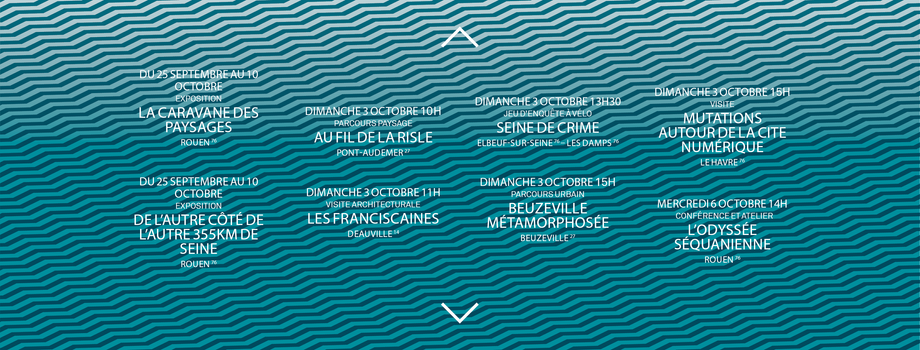 DU 25 SEPTEMBRE AU 10
OCTOBRE
EXPOSITION
LA CARAVANE DES
PAYSAGES
ROUEN 76
DU 25 SEPTEMBRE AU 10
OCTOBRE
EXPOSITION
DE L'AUTRE CÔTÉ DE
L'AUTRE 355KM DE
SEINE
ROUEN 76
DIMANCHE 3 OCTOBRE 10H
PARCOURS PAYSAGE
AU FIL DE LA RISLE
PONT-AUDEMER 27
DIMANCHE 3 OCTOBRE 11H
VISITE ARCHITECTURALE
LES FRANCISCAINES
DEAUVILLE 14
DIMANCHE 3 OCTOBRE 13H30
JEU D'ENQUÊTE À VELO
SEINE DE CRIME
ELBEUF-SUR-SEINE 76 – LES DAMPS 76
DIMANCHE 3 OCTOBRE 15H
PARCOURS URBAIN
BEUZEVILLE
MÉTAMORPHOSÉE
BEUZEVILLE 27
DIMANCHE 3 OCTOBRE 15H
VISITE
MUTATIONS
AUTOUR DE LA CITE
NUMÉRIQUE
LE HAVRE 76
MERCREDI 6 OCTOBRE 14H
CONFÉRENCE ET ATELIER
L'ODYSSÉE
SÉQUANIENNE
ROUEN 76